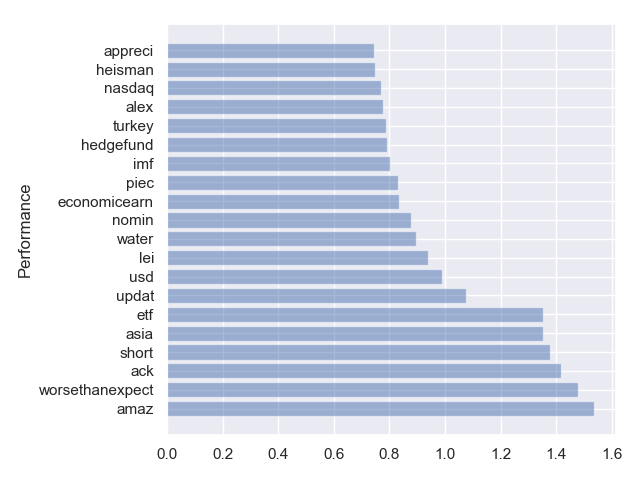 appreci
heisman
nasdaq
alex
turkey
hedgefund
imf
piec
economicearn
nomin
water
lei
usd
updat
etf
asia
short
ack
worsethanexpect
amaz
Performance
0.0 0.2 0.4 0.6 0.8 1.0 1.2 1.4 1.6